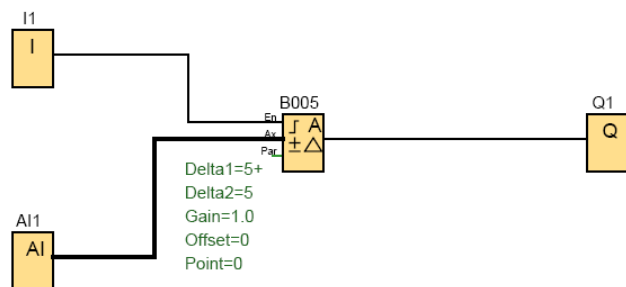 I1
I
B005
Q1
En
Ax
Par
A
Q
Delta1=5+
Delta2=5
Gain=1.0
Offset=0
Point=0
AI1
AI